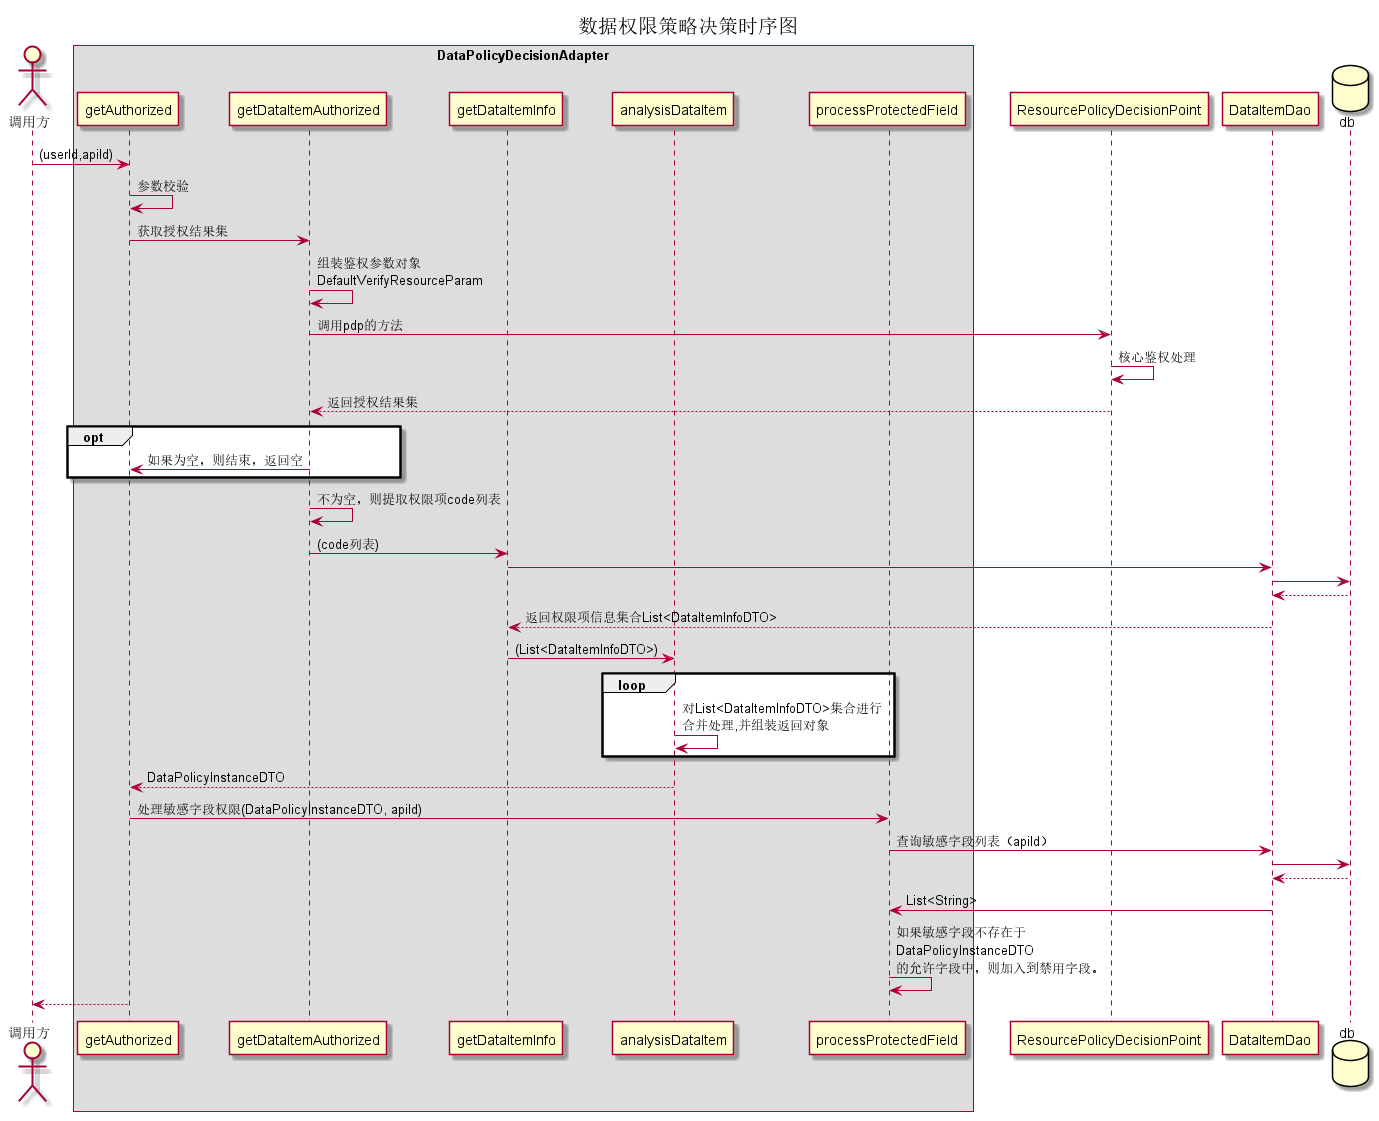 数据权限策略决策时序图
DataPolicyDecisionAdapter
调用方
getAuthorized
getDataItemAuthorized
getDataItemInfo
analysisDataItem
processProtectedField
ResourcePolicyDecisionPoint
DataItemDao
db
(userId,apiId)
参数校验
获取授权结果集
组装鉴权参数对象
DefaultVerifyResourceParam
调用pdp的方法
核心鉴权处理
返回授权结果集
opt
如果为空，则结束，返回空
不为空，则提取权限项code列表
(code列表)
返回权限项信息集合List<DataItemInfoDTO>
(List<DataItemInfoDTO>)
loop
对List<DataItemInfoDTO>集合进行
合并处理,并组装返回对象
DataPolicyInstanceDTO
处理敏感字段权限(DataPolicyInstanceDTO, apiId)
查询敏感字段列表（apiId）
List<String>
如果敏感字段不存在于
DataPolicyInstanceDTO
的允许字段中，则加入到禁用字段。
调用方
getAuthorized
getDataItemAuthorized
getDataItemInfo
analysisDataItem
processProtectedField
ResourcePolicyDecisionPoint
DataItemDao
db